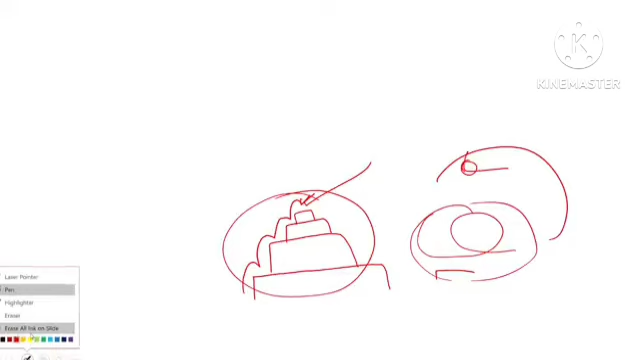 K
KINEMASTER
Laser Pointer
Pen
Highlighter
Eraser
Erase All Ink on Slide